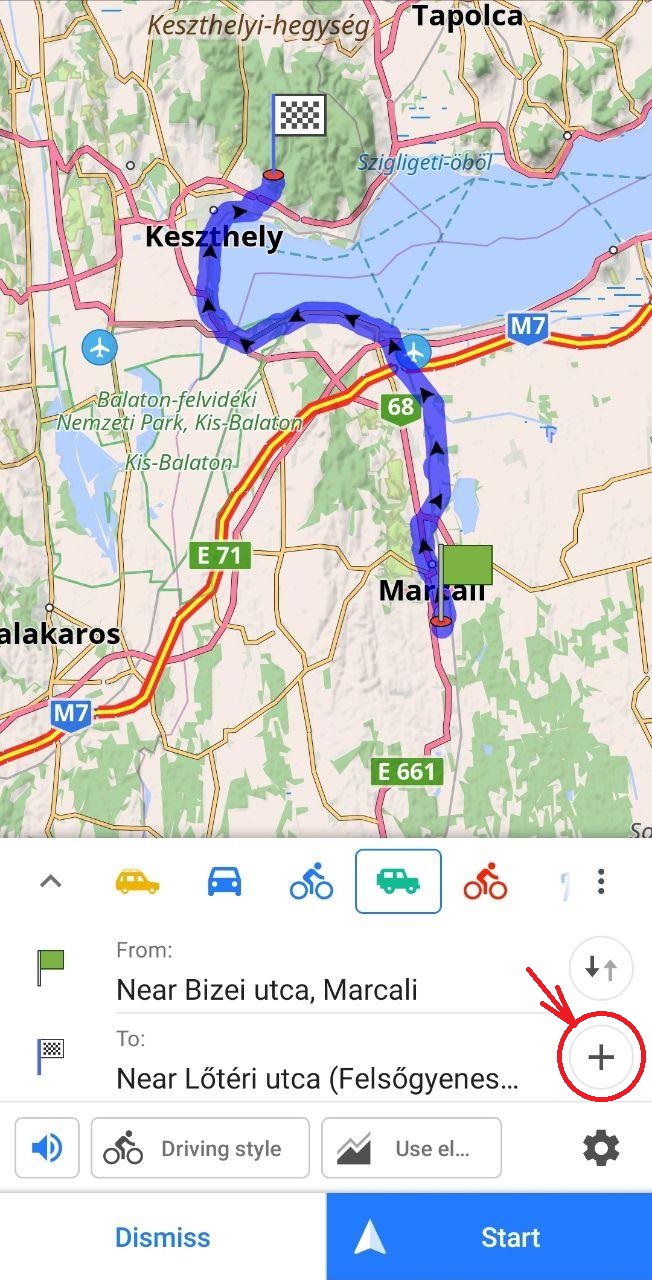 Tapolca
Keszthelyi-hegység
Szigligeti-öböl
Keszthely
M7
Balaton-felvidéki
Nemzeti Park, Kis-Balaton
68
Kis-Balaton
E 71
Marcali
alakaros
M7
E 661
So
From:
Near Bizei utca, Marcali
To:
Near Lőtéri utca (Felsőgyenes...
Driving style
Use el...
Dismiss
Start